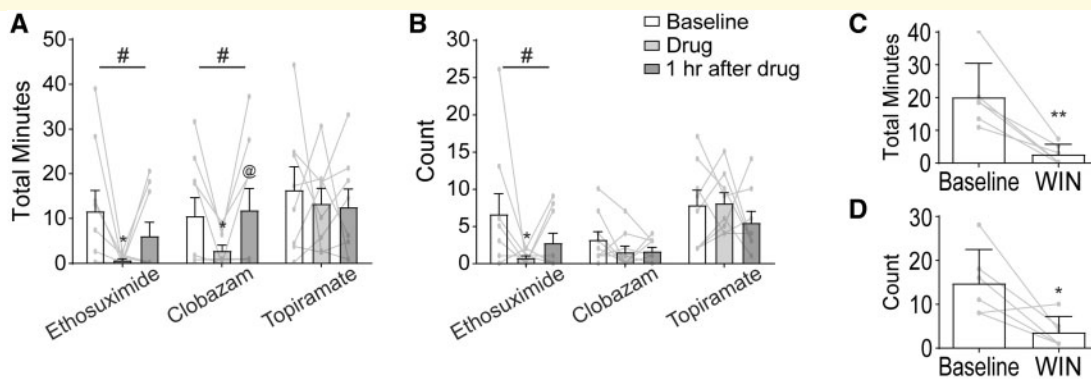 A
Total Minutes
50
40
30
20
10
0
#
#
*
*
@
Ethosuximide
Clobazam
Topiramate
B
Count
30
25
20
15
10
5
0
#
*
Baseline
Drug
1 hr after drug
Ethosuximide
Clobazam
Topiramate
C
Total Minutes
40
30
20
10
0
**
Baseline WIN
D
Count
30
20
10
0
*
Baseline WIN